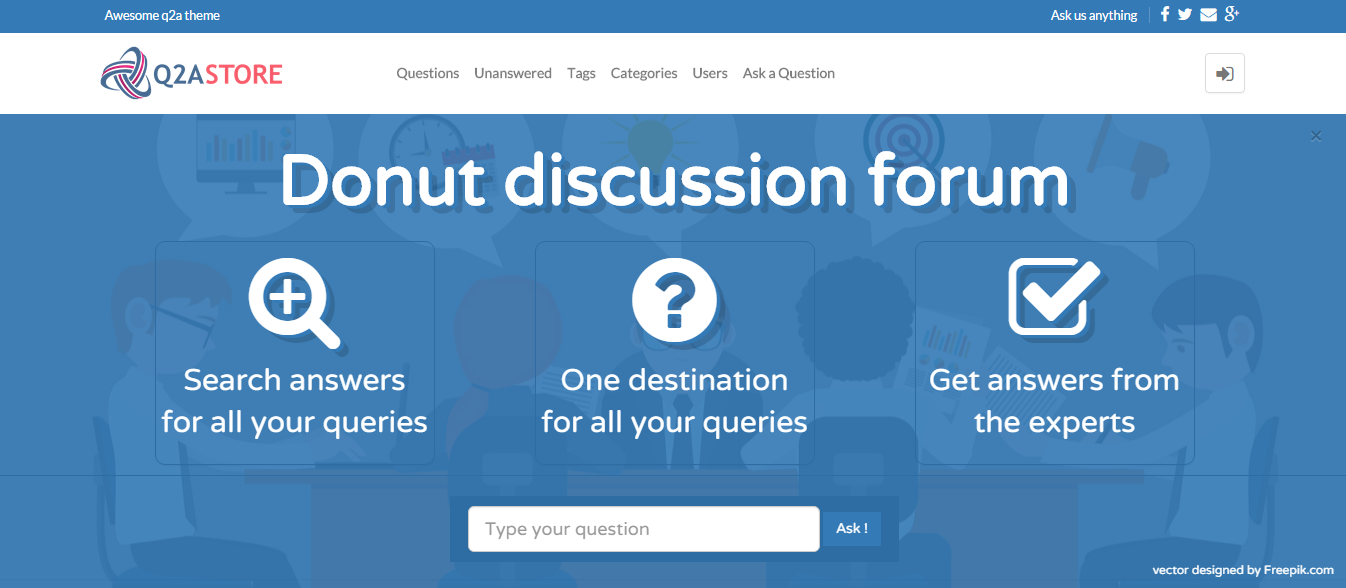 Awesome q2a theme
Ask us anything
Q2ASTORE
Questions Unanswered Tags Categories Users Ask a Question
Donut discussion forum
Search answers
for all your queries
One destination
for all your queries
Get answers from
the experts
Type your question
Ask !
vector designed by Freepik.com